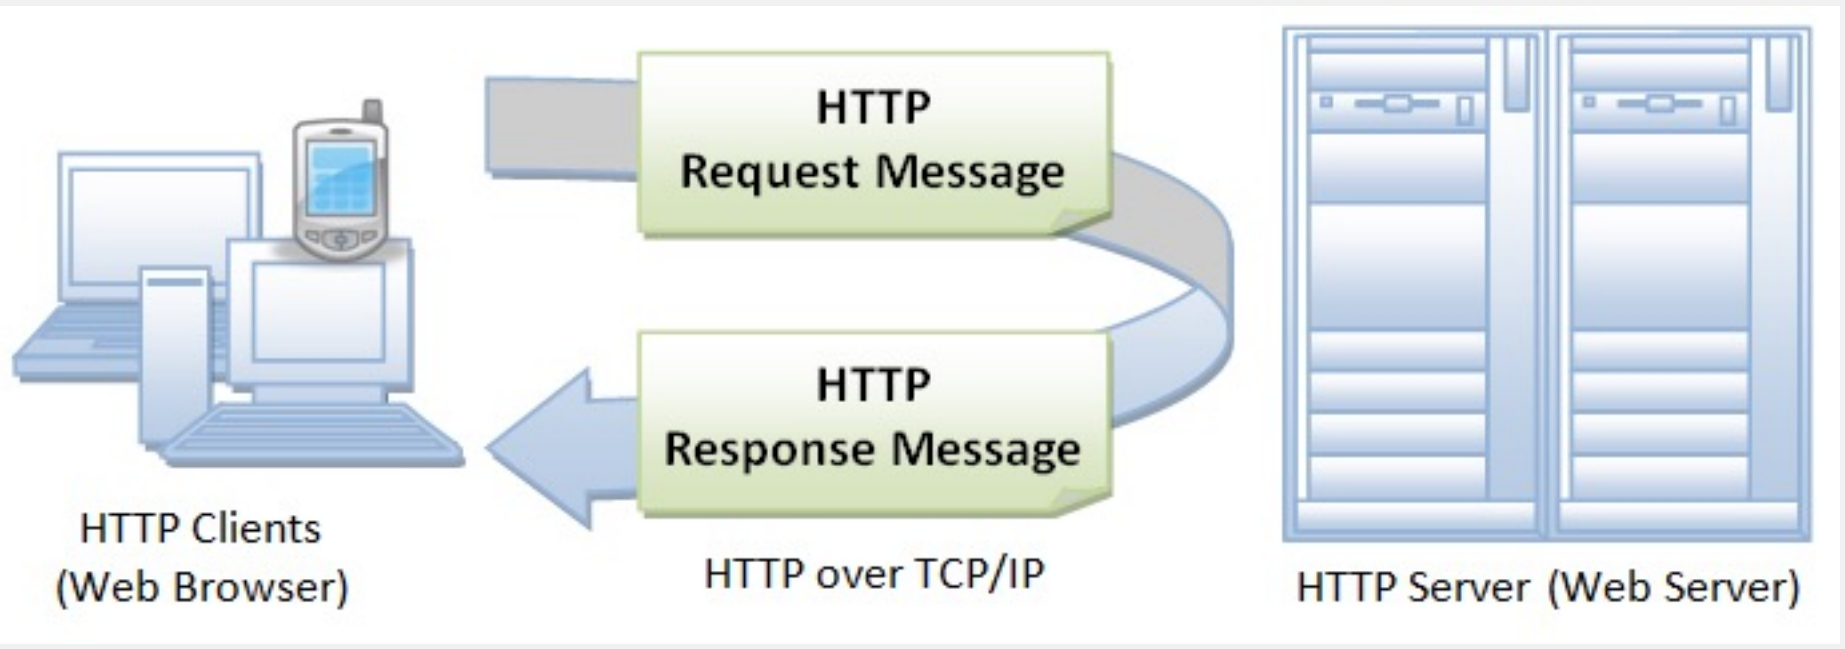 HTTP
Request Message
HTTP
Response Message
HTTP Clients
(Web Browser)
HTTP over TCP/IP
HTTP Server (Web Server)